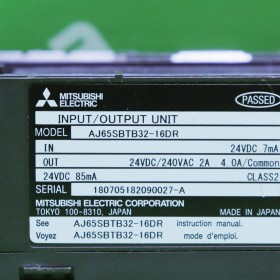 MITSUBISHI
ELECTRIC
PASSED
INPUT/OUTPUT UNIT
MODEL AJ65SBTB32-16DR
IN 24VDC 7mA
OUT 24VDC/240VAC 2A 4.0A/Common
24VDC 85mA CLASS2
SERIAL 180705182090027-A
MITSUBISHI ELECTRIC CORPORATION
TOKYO 100-8310, JAPAN MADE IN JAPAN
See AJ65SBTB32-16DR instruction manual.
Voyez AJ65SBTB32-16DR mode d'emploi.